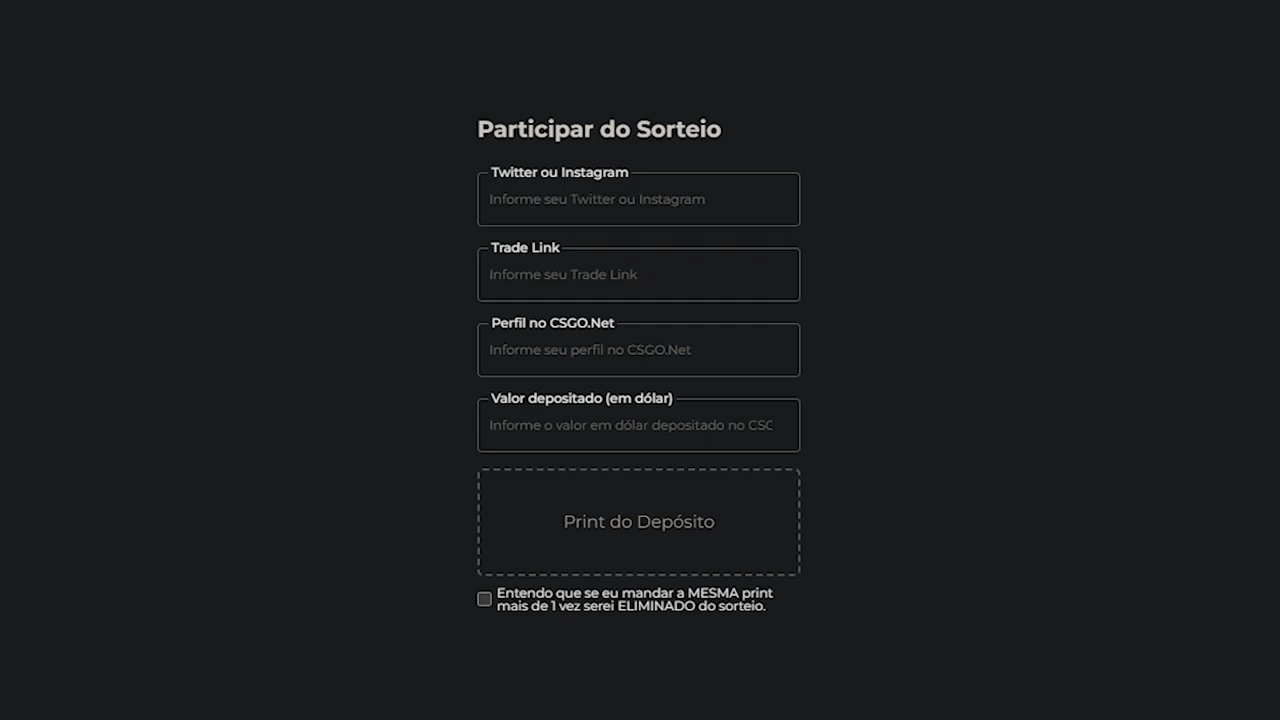 Participar do Sorteio
Twitter ou Instagram
Informe seu Twitter ou Instagram
Trade Link
Informe seu Trade Link
Perfil no CSGO.Net
Informe seu perfil no CSGO.Net
Valor depositado (em dólar)
Informe o valor em dólar depositado no CSG
Print do Depósito
Entendo que se eu mandar a MESMA print
mais de 1 vez serei ELIMINADO do sorteio.